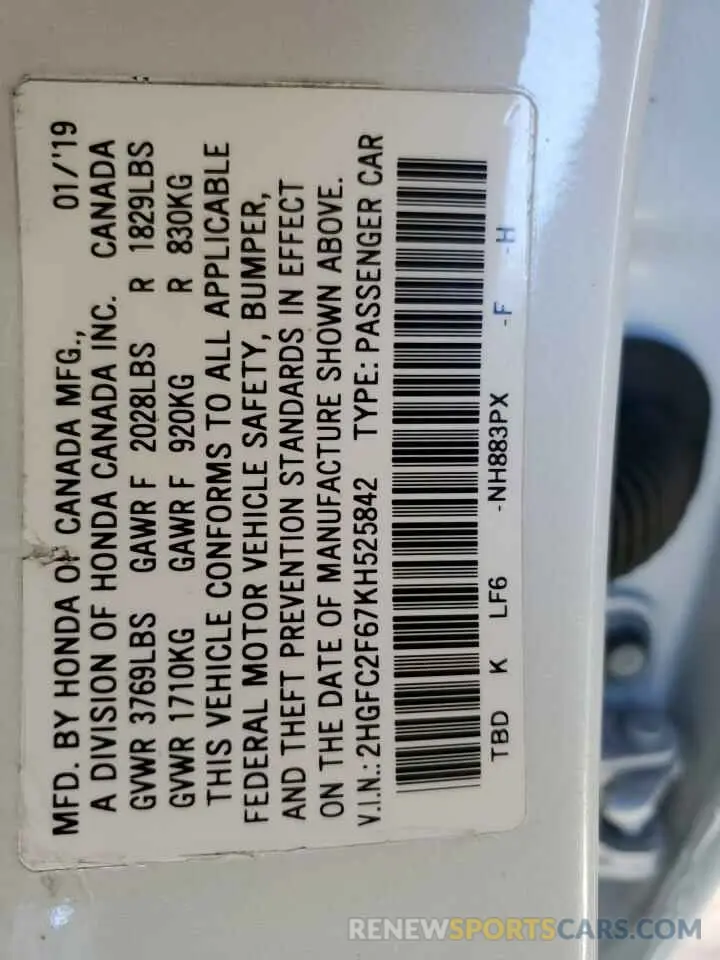 MFD. BY HONDA OF CANADA MFG., 01/'19
A DIVISION OF HONDA CANADA INC. CANADA
GVWR 3769LBS GAWR F 2028LBS R 1829LBS
GVWR 1710KG GAWR F 920KG R 830KG
THIS VEHICLE CONFORMS TO ALL APPLICABLE
FEDERAL MOTOR VEHICLE SAFETY, BUMPER,
AND THEFT PREVENTION STANDARDS IN EFFECT
ON THE DATE OF MANUFACTURE SHOWN ABOVE.
V.I.N.: 2HGFC2F67KH525842 TYPE: PASSENGER CAR
TBD K LF6 -NH883PX -F -H
RENEWSPORTSCARS.COM